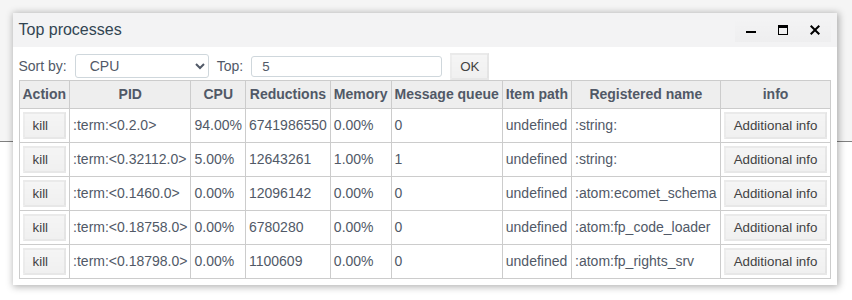 Top processes
Sort by: CPU Top: 5 OK
Action PID CPU Reductions Memory Message queue Item path Registered name info
kill :term:<0.2.0> 94.00% 6741986550 0.00% 0 undefined :string: Additional info
kill :term:<0.32112.0> 5.00% 12643261 1.00% 1 undefined :string: Additional info
kill :term:<0.1460.0> 0.00% 12096142 0.00% 0 undefined :atom:ecomet_schema Additional info
kill :term:<0.18758.0> 0.00% 6780280 0.00% 0 undefined :atom:fp_code_loader Additional info
kill :term:<0.18798.0> 0.00% 1100609 0.00% 0 undefined :atom:fp_rights_srv Additional info